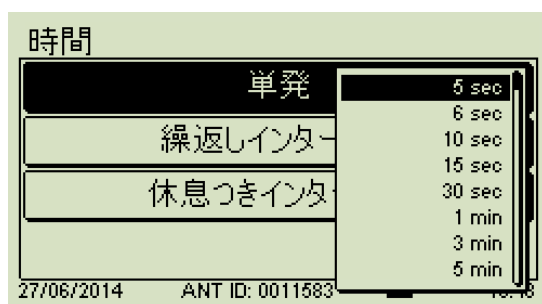 時間
単発
繰返しインター
休息つきインタ
5 sec
6 sec
10 sec
15 sec
30 sec
1 min
3 min
5 min
27/06/2014 ANT ID: 0011583